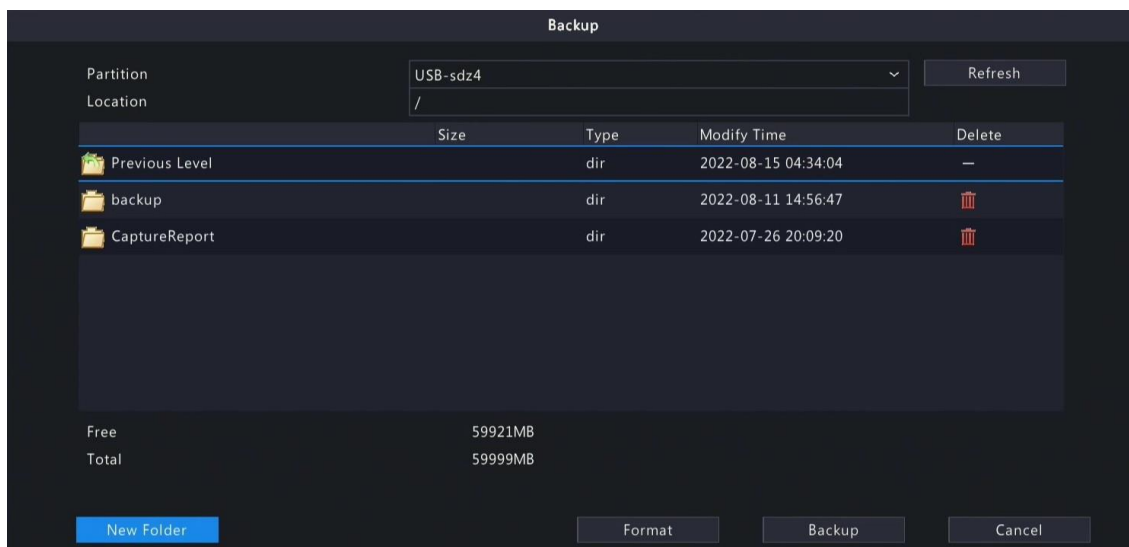 Backup
Partition USB-sdz4 Refresh
Location /
Size Type Modify Time Delete
Previous Level dir 2022-08-15 04:34:04 —
backup dir 2022-08-11 14:56:47
CaptureReport dir 2022-07-26 20:09:20
Free 59921MB
Total 59999MB
New Folder Format Backup Cancel